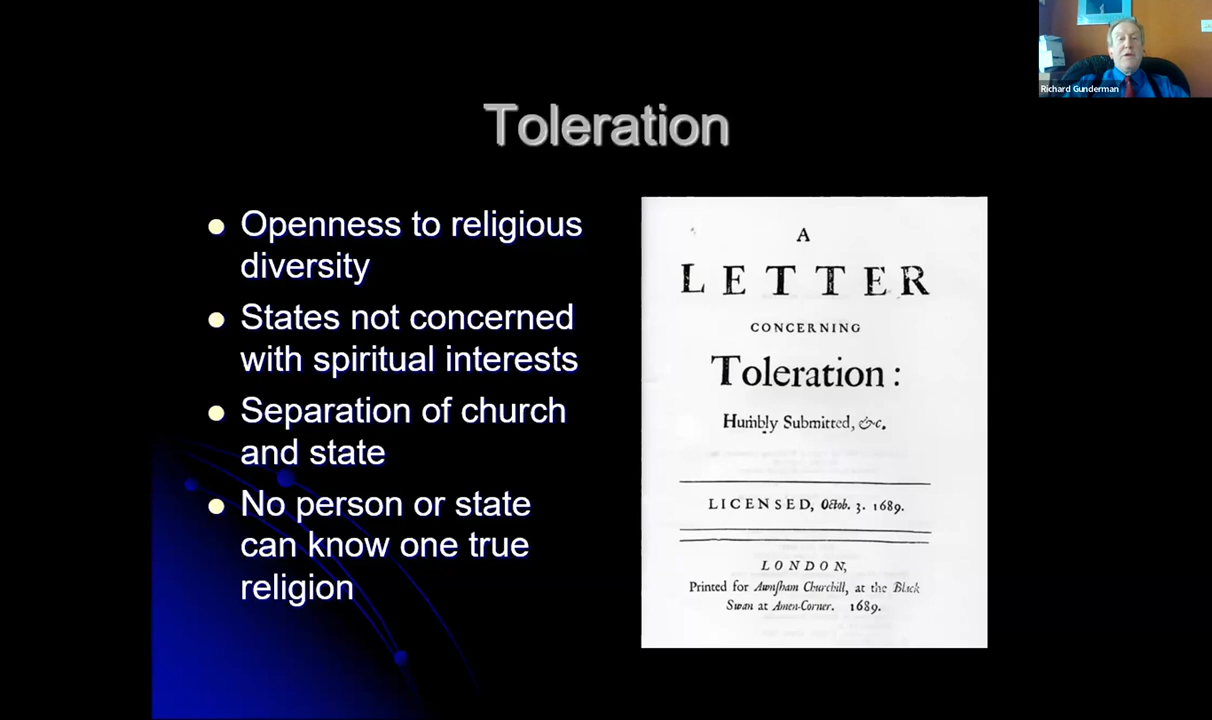 Richard Gunderman
Toleration
Openness to religious
diversity
States not concerned
with spiritual interests
Separation of church
and state
No person or state
can know one true
religion
A
LETTER
CONCERNING
Toleration:
Humbly Submitted, &c.
LICENSED, Octob. 3. 1689.
LONDON,
Printed for Awnſham Churchill, at the Black
Swan at Amen-Corner. 1689.